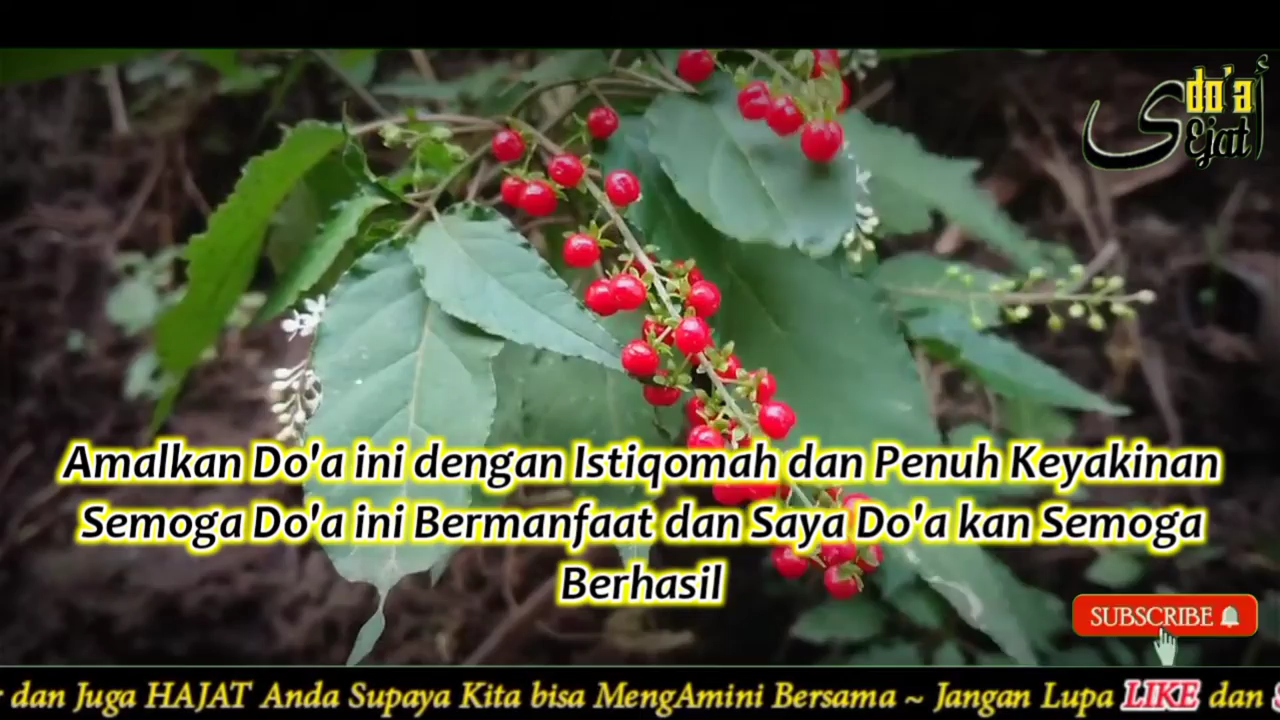 do'a
Ejati
Amalkan Do'a ini dengan Istiqomah dan Penuh Keyakinan
Semoga Do'a ini Bermanfaat dan Saya Do'a kan Semoga
Berhasil
SUBSCRIBE
dan Juga HAJAT Anda Supaya Kita bisa MengAmini Bersama ~ Jangan Lupa LIKE dan